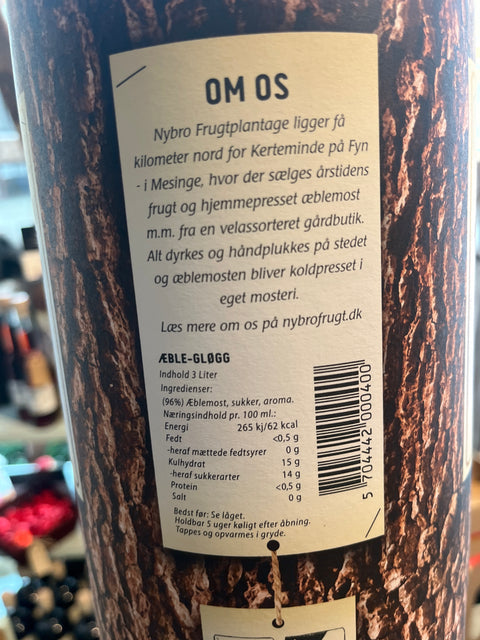 OM OS
Nybro Frugtplantage ligger få
kilometer nord for Kerteminde på Fyn
- i Mesinge, hvor der sælges årstidens
frugt og hjemmepresset æblemost
m.m. fra en velassorteret gårdbutik.
Alt dyrkes og håndplukkes på stedet
og æblemosten bliver koldpresset i
eget mosteri.
Læs mere om os på nybrofrugt.dk
ÆBLE-GLØGG
Indhold 3 Liter
Ingredienser:
(96%) Æblemost, sukker, aroma.
Næringsindhold pr. 100 ml.:
Energi 265 kj/62 kcal
Fedt <0,5 g
-heraf mættede fedtsyrer 0 g
Kulhydrat 15 g
-heraf sukkerarter 14 g
Protein <0,5 g
Salt 0 g
Bedst før: Se låget.
Holdbar 5 uger køligt efter åbning.
Tappes og opvarmes i gryde.
5 704442 000400